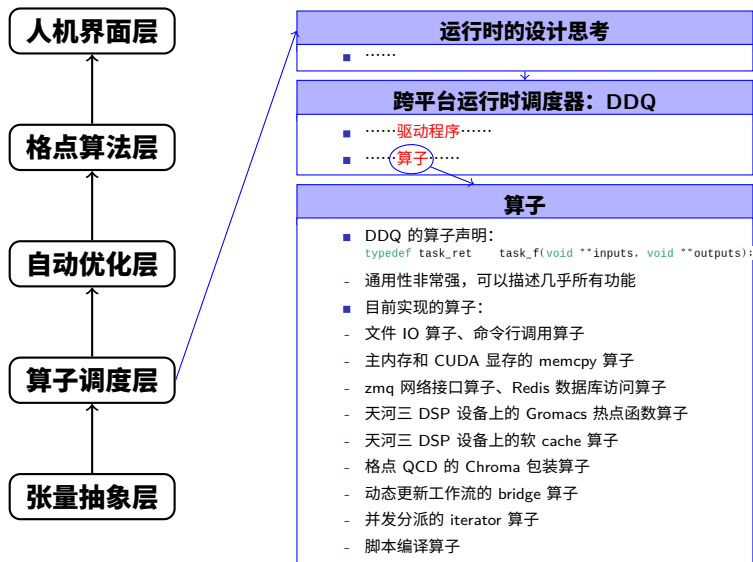 人机界面层
格点算法层
自动优化层
算子调度层
张量抽象层
运行时的设计思考
■ ……
跨平台运行时调度器：DDQ
■ ……驱动程序……
■ ……算子……
算子
■ DDQ 的算子声明：
typedef task_ret task_f(void **inputs, void **outputs);
- 通用性非常强，可以描述几乎所有功能
■ 目前实现的算子：
- 文件 IO 算子、命令行调用算子
- 主内存和 CUDA 显存的 memcpy 算子
- zmq 网络接口算子、Redis 数据库访问算子
- 天河三 DSP 设备上的 Gromacs 热点函数算子
- 天河三 DSP 设备上的软 cache 算子
- 格点 QCD 的 Chroma 包装算子
- 动态更新工作流的 bridge 算子
- 并发分派的 iterator 算子
- 脚本编译算子